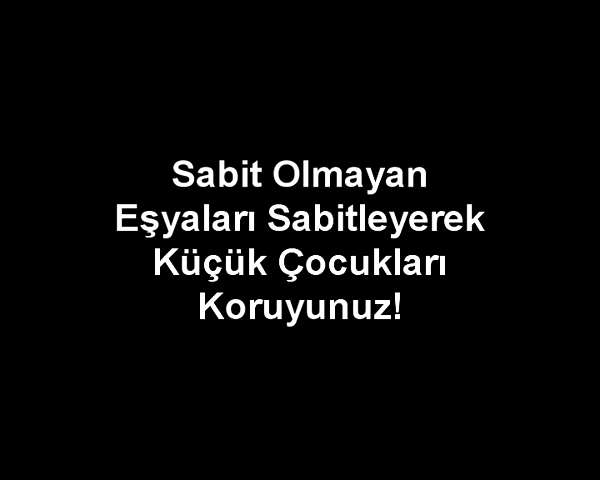 Sabit Olmayan
Eşyaları Sabitleyerek
Küçük Çocukları
Koruyunuz!